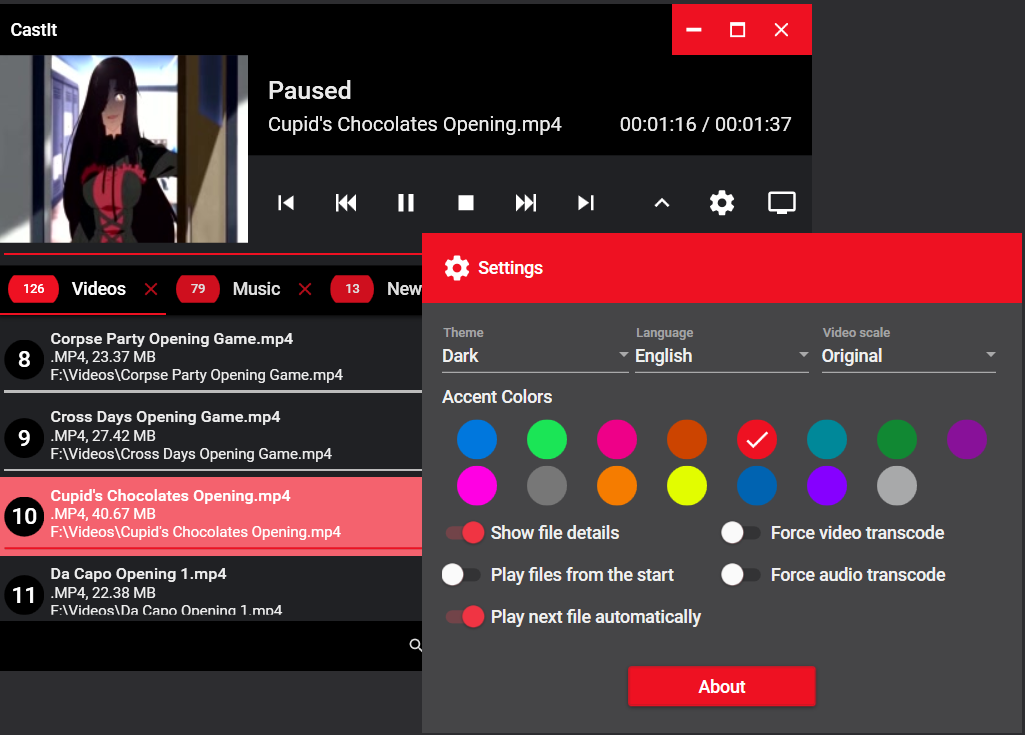 CastIt
Paused
Cupid's Chocolates Opening.mp4
00:01:16 / 00:01:37
126 Videos 79 Music 13 New
8 Corpse Party Opening Game.mp4
.MP4, 23.37 MB
F:\Videos\Corpse Party Opening Game.mp4
9 Cross Days Opening Game.mp4
.MP4, 27.42 MB
F:\Videos\Cross Days Opening Game.mp4
10 Cupid's Chocolates Opening.mp4
.MP4, 40.67 MB
F:\Videos\Cupid's Chocolates Opening.mp4
11 Da Capo Opening 1.mp4
.MP4, 22.38 MB
F:\Videos\Da Capo Opening 1.mp4
Settings
Theme Language Video scale
Dark English Original
Accent Colors
Show file details Force video transcode
Play files from the start Force audio transcode
Play next file automatically
About